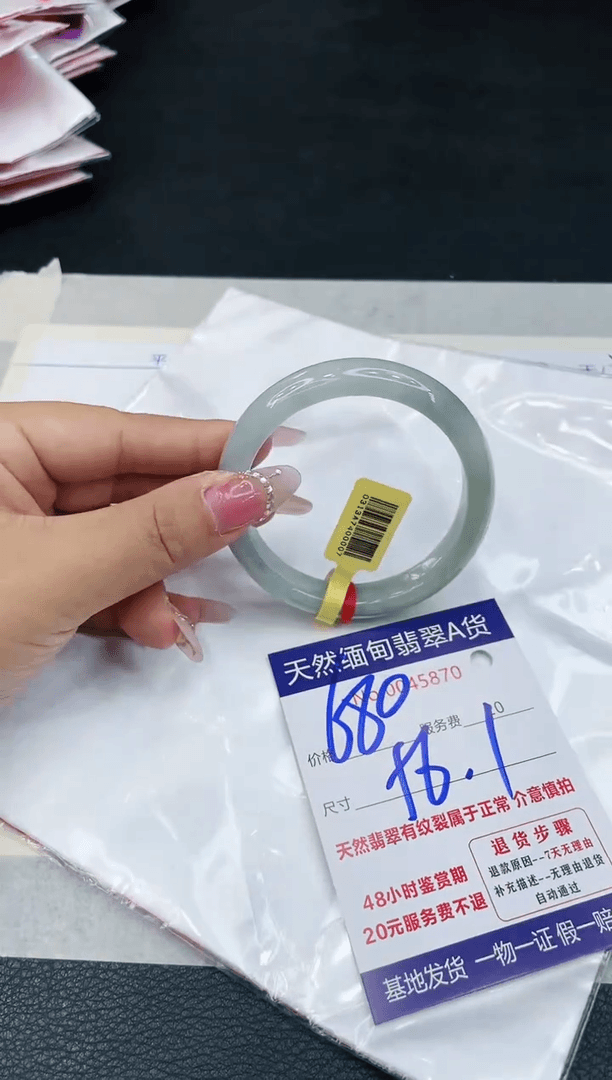 0313A7400007
天然缅甸翡翠A货
No 0045870
680
价格
服务费 20
尺寸
天然翡翠有纹裂属于正常 介意慎拍
48小时鉴赏期
20元服务费不退
退货步骤
退款原因--7天无理由
补充描述--无理由退货
自动通过
基地发货 一物一证 假一赔